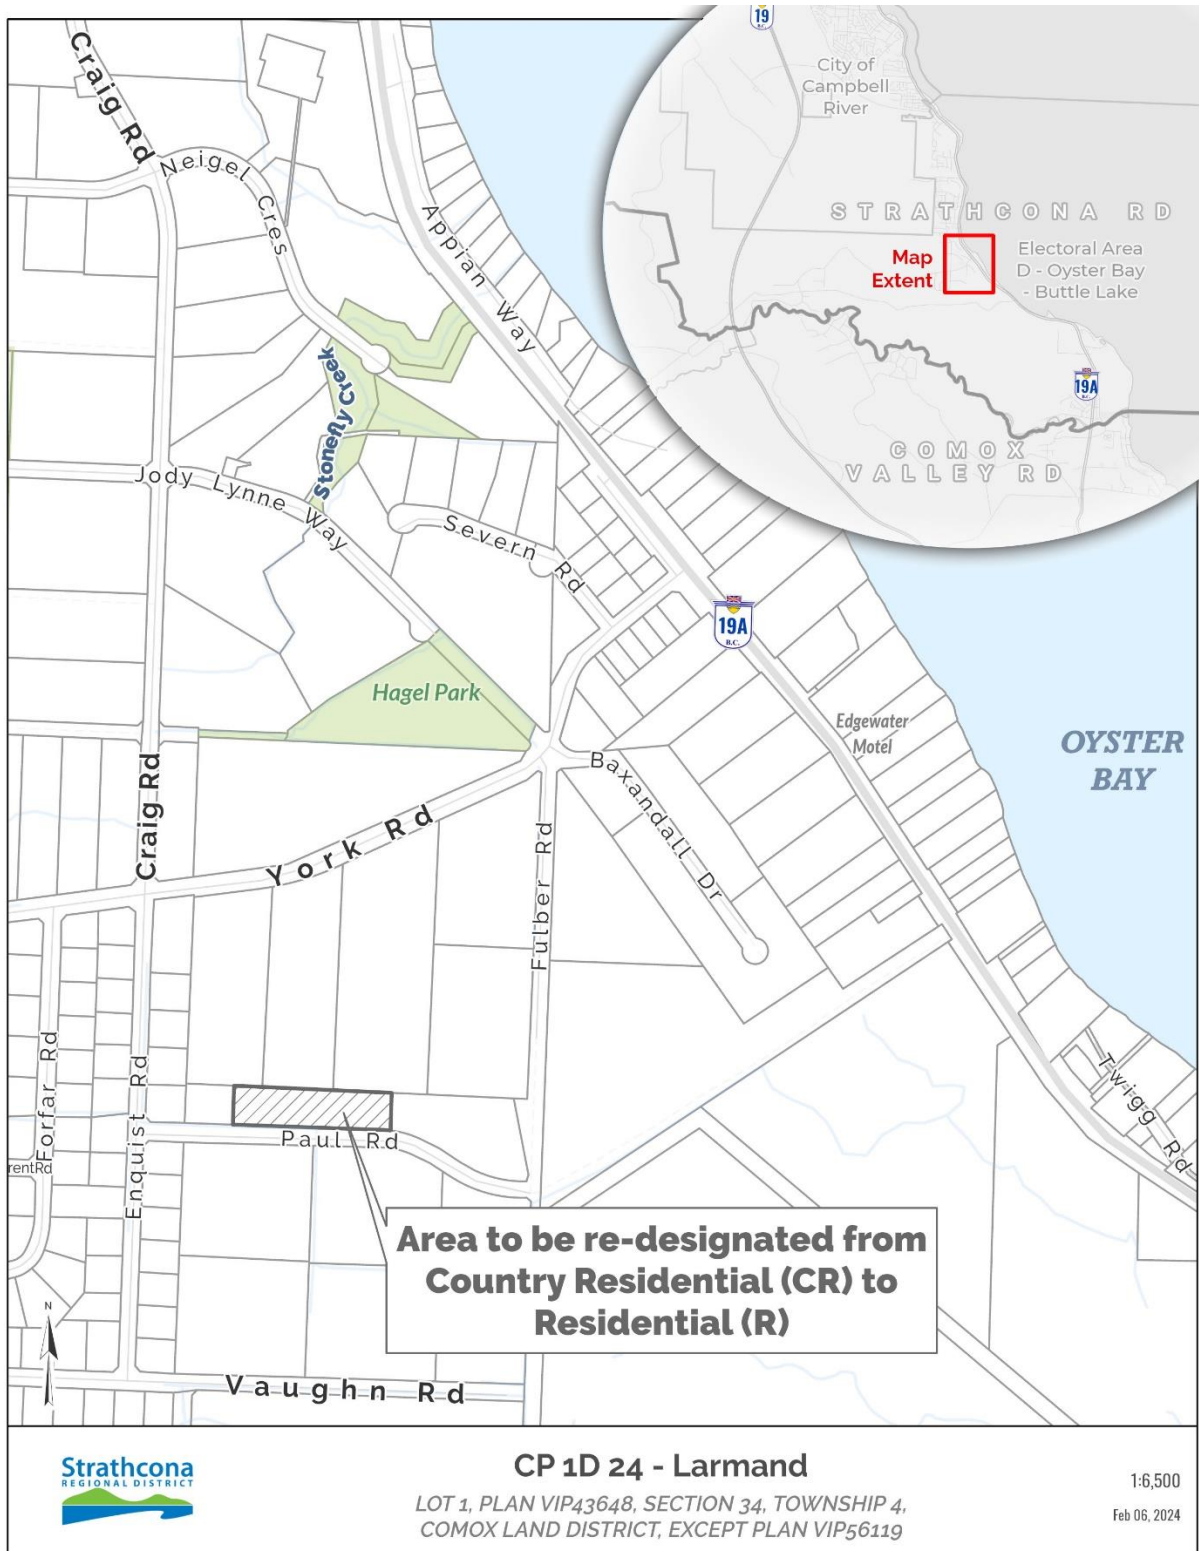 19
B.C.
City of
Campbell
River
STRATHCONA RD
Map
Extent
Electoral Area
D - Oyster Bay
- Buttle Lake
19A
B.C.
COMOX
VALLEY RD
Craig Rd
Neigel Cres
Appian Way
Stonefly Creek
Jody Lynne Way
Severn Rd
19A
B.C.
Hagel Park
Edgewater
Motel
OYSTER
BAY
Craig Rd
York Rd
Baxandall Dr
Fulber Rd
Forfar Rd
Enquist Rd
Paul Rd
Twigg Rd
rentRd
Area to be re-designated from
Country Residential (CR) to
Residential (R)
N
Vaughn Rd
Strathcona
REGIONAL DISTRICT
CP 1D 24 - Larmand
LOT 1, PLAN VIP43648, SECTION 34, TOWNSHIP 4,
COMOX LAND DISTRICT, EXCEPT PLAN VIP56119
1:6,500
Feb 06, 2024